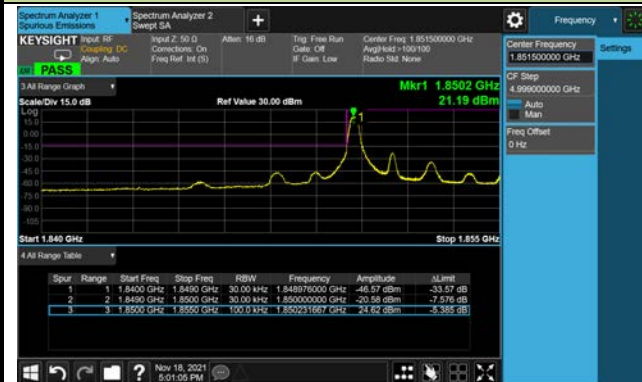 Spectrum Analyzer 1
Spurious Emissions
Spectrum Analyzer 2
Swept SA
Frequency
KEYSIGHT
Input: RF
Coupling: DC
Align: Auto
Input Z: 50 Ω
Corrections: On
Freq Ref: Int (S)
Atten: 16 dB
Trig: Free Run
Gate: Off
IF Gain: Low
Center Freq: 1.851500000 GHz
Avg|Hold:>100/100
Radio Std: None
PASS
Center Frequency
1.851500000 GHz
Settings
CF Step
4.999000000 GHz
Auto
Man
Freq Offset
0 Hz
3 All Range Graph
Mkr1 1.8502 GHz
21.19 dBm
Scale/Div 15.0 dB
Ref Value 30.00 dBm
Log
15.0
0.00
-15.0
-30.0
-45.0
-60.0
-75.0
-90.0
-105
1
Start 1.840 GHz
Stop 1.855 GHz
4 All Range Table
Spur Range Start Freq Stop Freq RBW Frequency Amplitude ΔLimit
1 1 1.8400 GHz 1.8490 GHz 30.00 kHz 1.848976000 GHz -46.57 dBm -33.57 dB
2 2 1.8490 GHz 1.8500 GHz 30.00 kHz 1.850000000 GHz -20.58 dBm -7.576 dB
3 3 1.8500 GHz 1.8550 GHz 100.0 kHz 1.850231667 GHz 24.62 dBm -5.385 dB
Nov 18, 2021
5:01:05 PM